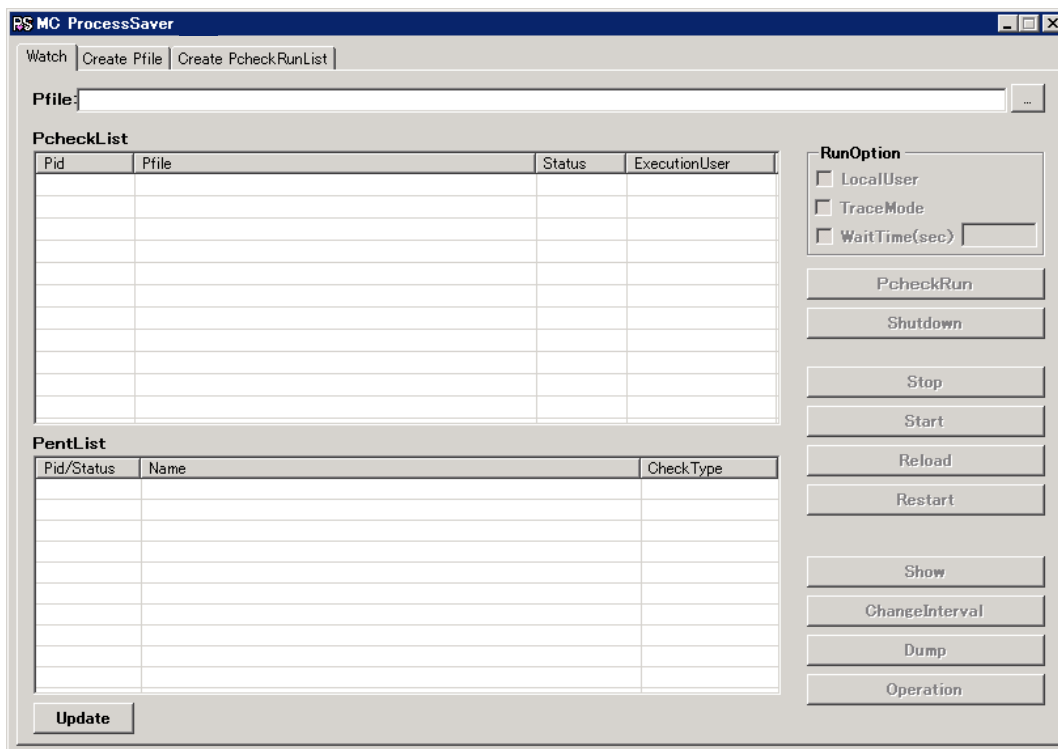 PS MC ProcessSaver
Watch Create Pfile Create PcheckRunList
Pfile: ...
PcheckList
Pid Pfile Status ExecutionUser
RunOption
LocalUser
TraceMode
WaitTime(sec)
PcheckRun
Shutdown
Stop
Start
Reload
Restart
PentList
Pid/Status Name CheckType
Show
ChangeInterval
Dump
Operation
Update